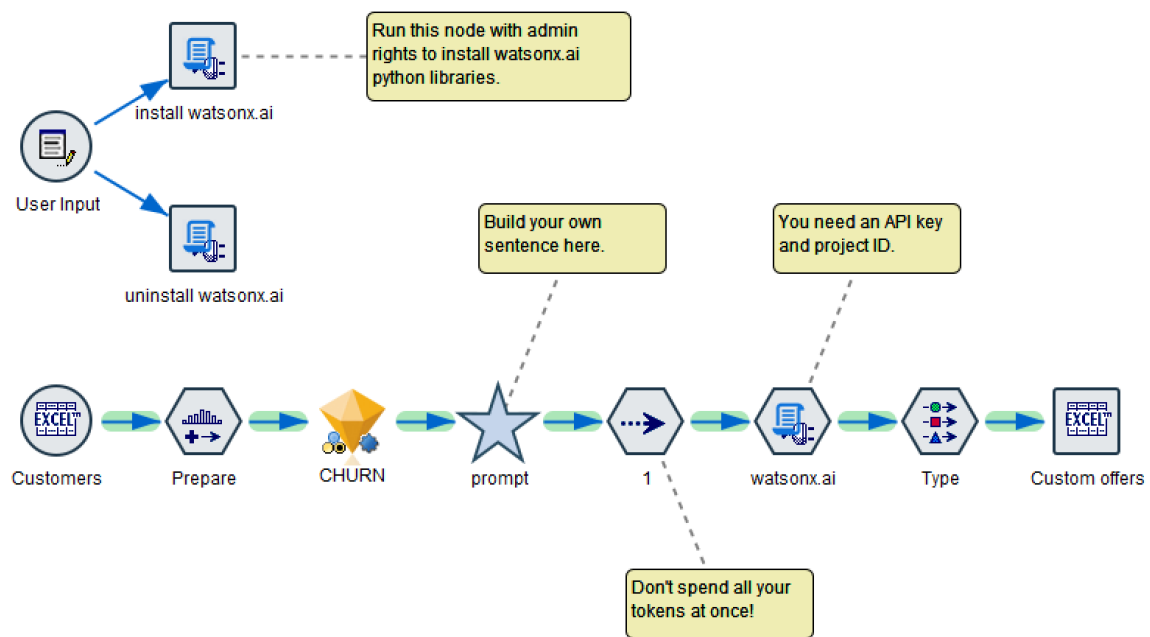 Run this node with admin
rights to install watsonx.ai
python libraries.
install watsonx.ai
User Input
uninstall watsonx.ai
Build your own
sentence here.
You need an API key
and project ID.
EXCEL™
Customers
Prepare
CHURN
prompt
1
watsonx.ai
Type
EXCEL™
Custom offers
Don't spend all your
tokens at once!